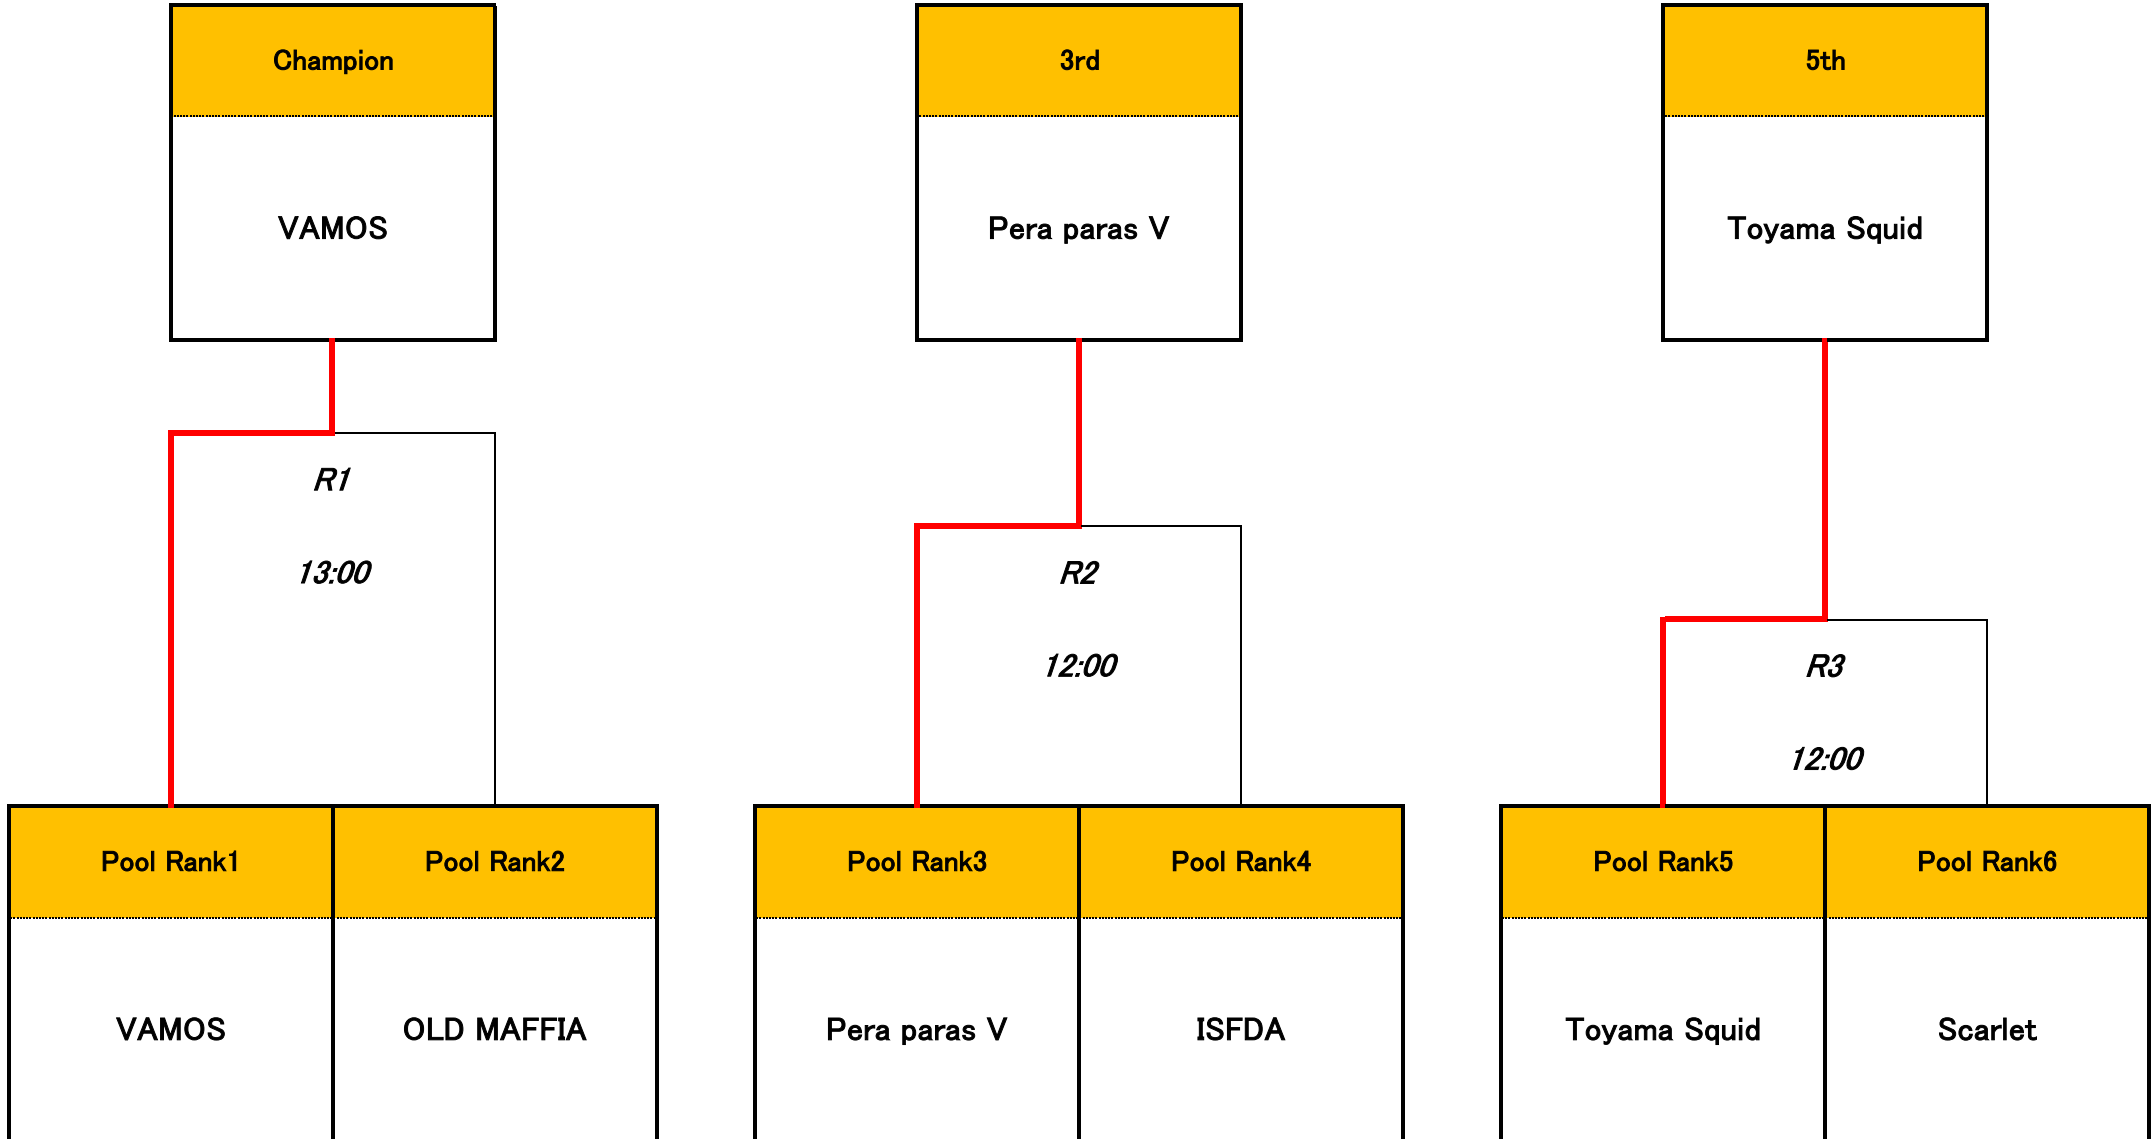 Champion
3rd
5th
VAMOS
Pera paras V
Toyama Squid
R1
13:00
R2
12:00
R3
12:00
Pool Rank1
Pool Rank2
Pool Rank3
Pool Rank4
Pool Rank5
Pool Rank6
VAMOS
OLD MAFFIA
Pera paras V
ISFDA
Toyama Squid
Scarlet